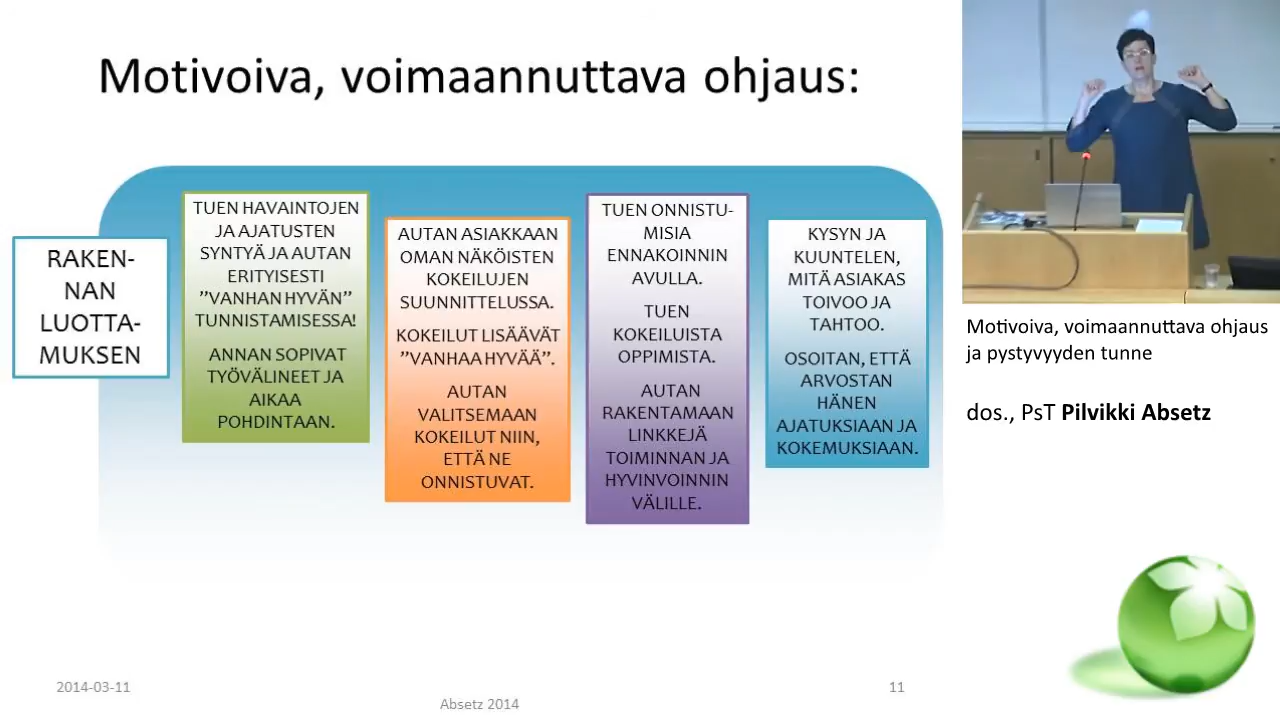 Motivoiva, voimaannuttava ohjaus:
RAKEN-
NAN
LUOTTA-
MUKSEN
TUEN HAVAINTOJEN
JA AJATUSTEN
SYNTYÄ JA AUTAN
ERITYISESTI
”VANHAN HYVÄN”
TUNNISTAMISESSA!
ANNAN SOPIVAT
TYÖVÄLINEET JA
AIKAA
POHDINTAAN.
AUTAN ASIAKKAAN
OMAN NÄKÖISTEN
KOKEILUJEN
SUUNNITTELUSSA.
KOKEILUT LISÄÄVÄT
”VANHAA HYVÄÄ”.
AUTAN
VALITSEMAAN
KOKEILUT NIIN,
ETTÄ NE
ONNISTUVAT.
TUEN ONNISTU-
MISIA
ENNAKOINNIN
AVULLA.
TUEN
KOKEILUISTA
OPPIMISTA.
AUTAN
RAKENTAMAAN
LINKKEJÄ
TOIMINNAN JA
HYVINVOINNIN
VÄLILLE.
KYSYN JA
KUUNTELEN,
MITÄ ASIAKAS
TOIVOO JA
TAHTOO.
OSOITAN, ETTÄ
ARVOSTAN
HÄNEN
AJATUKSIAAN JA
KOKEMUKSIAAN.
Motivoiva, voimaannuttava ohjaus
ja pystyvyyden tunne
dos., PsT Pilvikki Absetz
2014-03-11
Absetz 2014
11